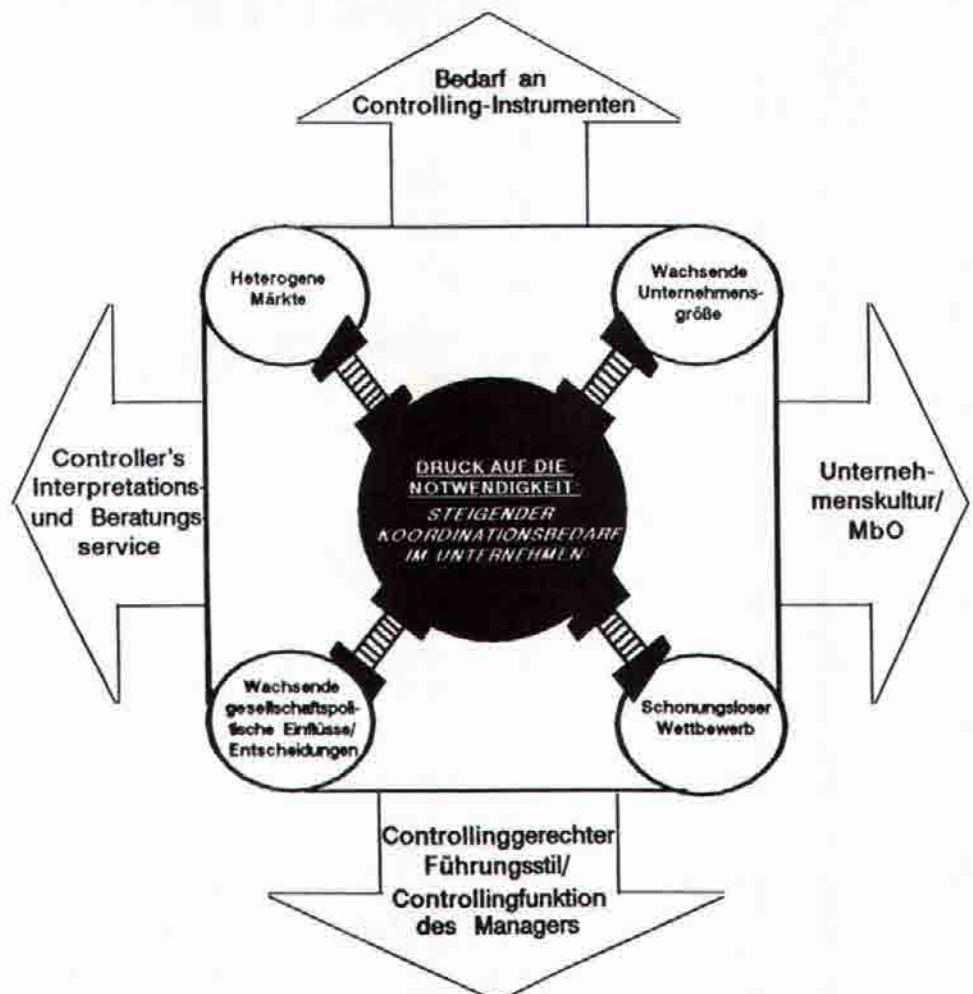 Bedarf an
Controlling-Instrumenten
Heterogene
Märkte
Wachsende
Unternehmens-
größe
Controller's
Interpretations-
und Beratungs-
service
DRUCK AUF DIE
NOTWENDIGKEIT:
STEIGENDER
KOORDINATIONSBEDARF
IM UNTERNEHMEN
Unterneh-
menskultur/
MbO
Wachsende
gesellschaftspoli-
tische Einflüsse/
Entscheidungen
Schonungsloser
Wettbewerb
Controllinggerechter
Führungsstil/
Controllingfunktion
des Managers